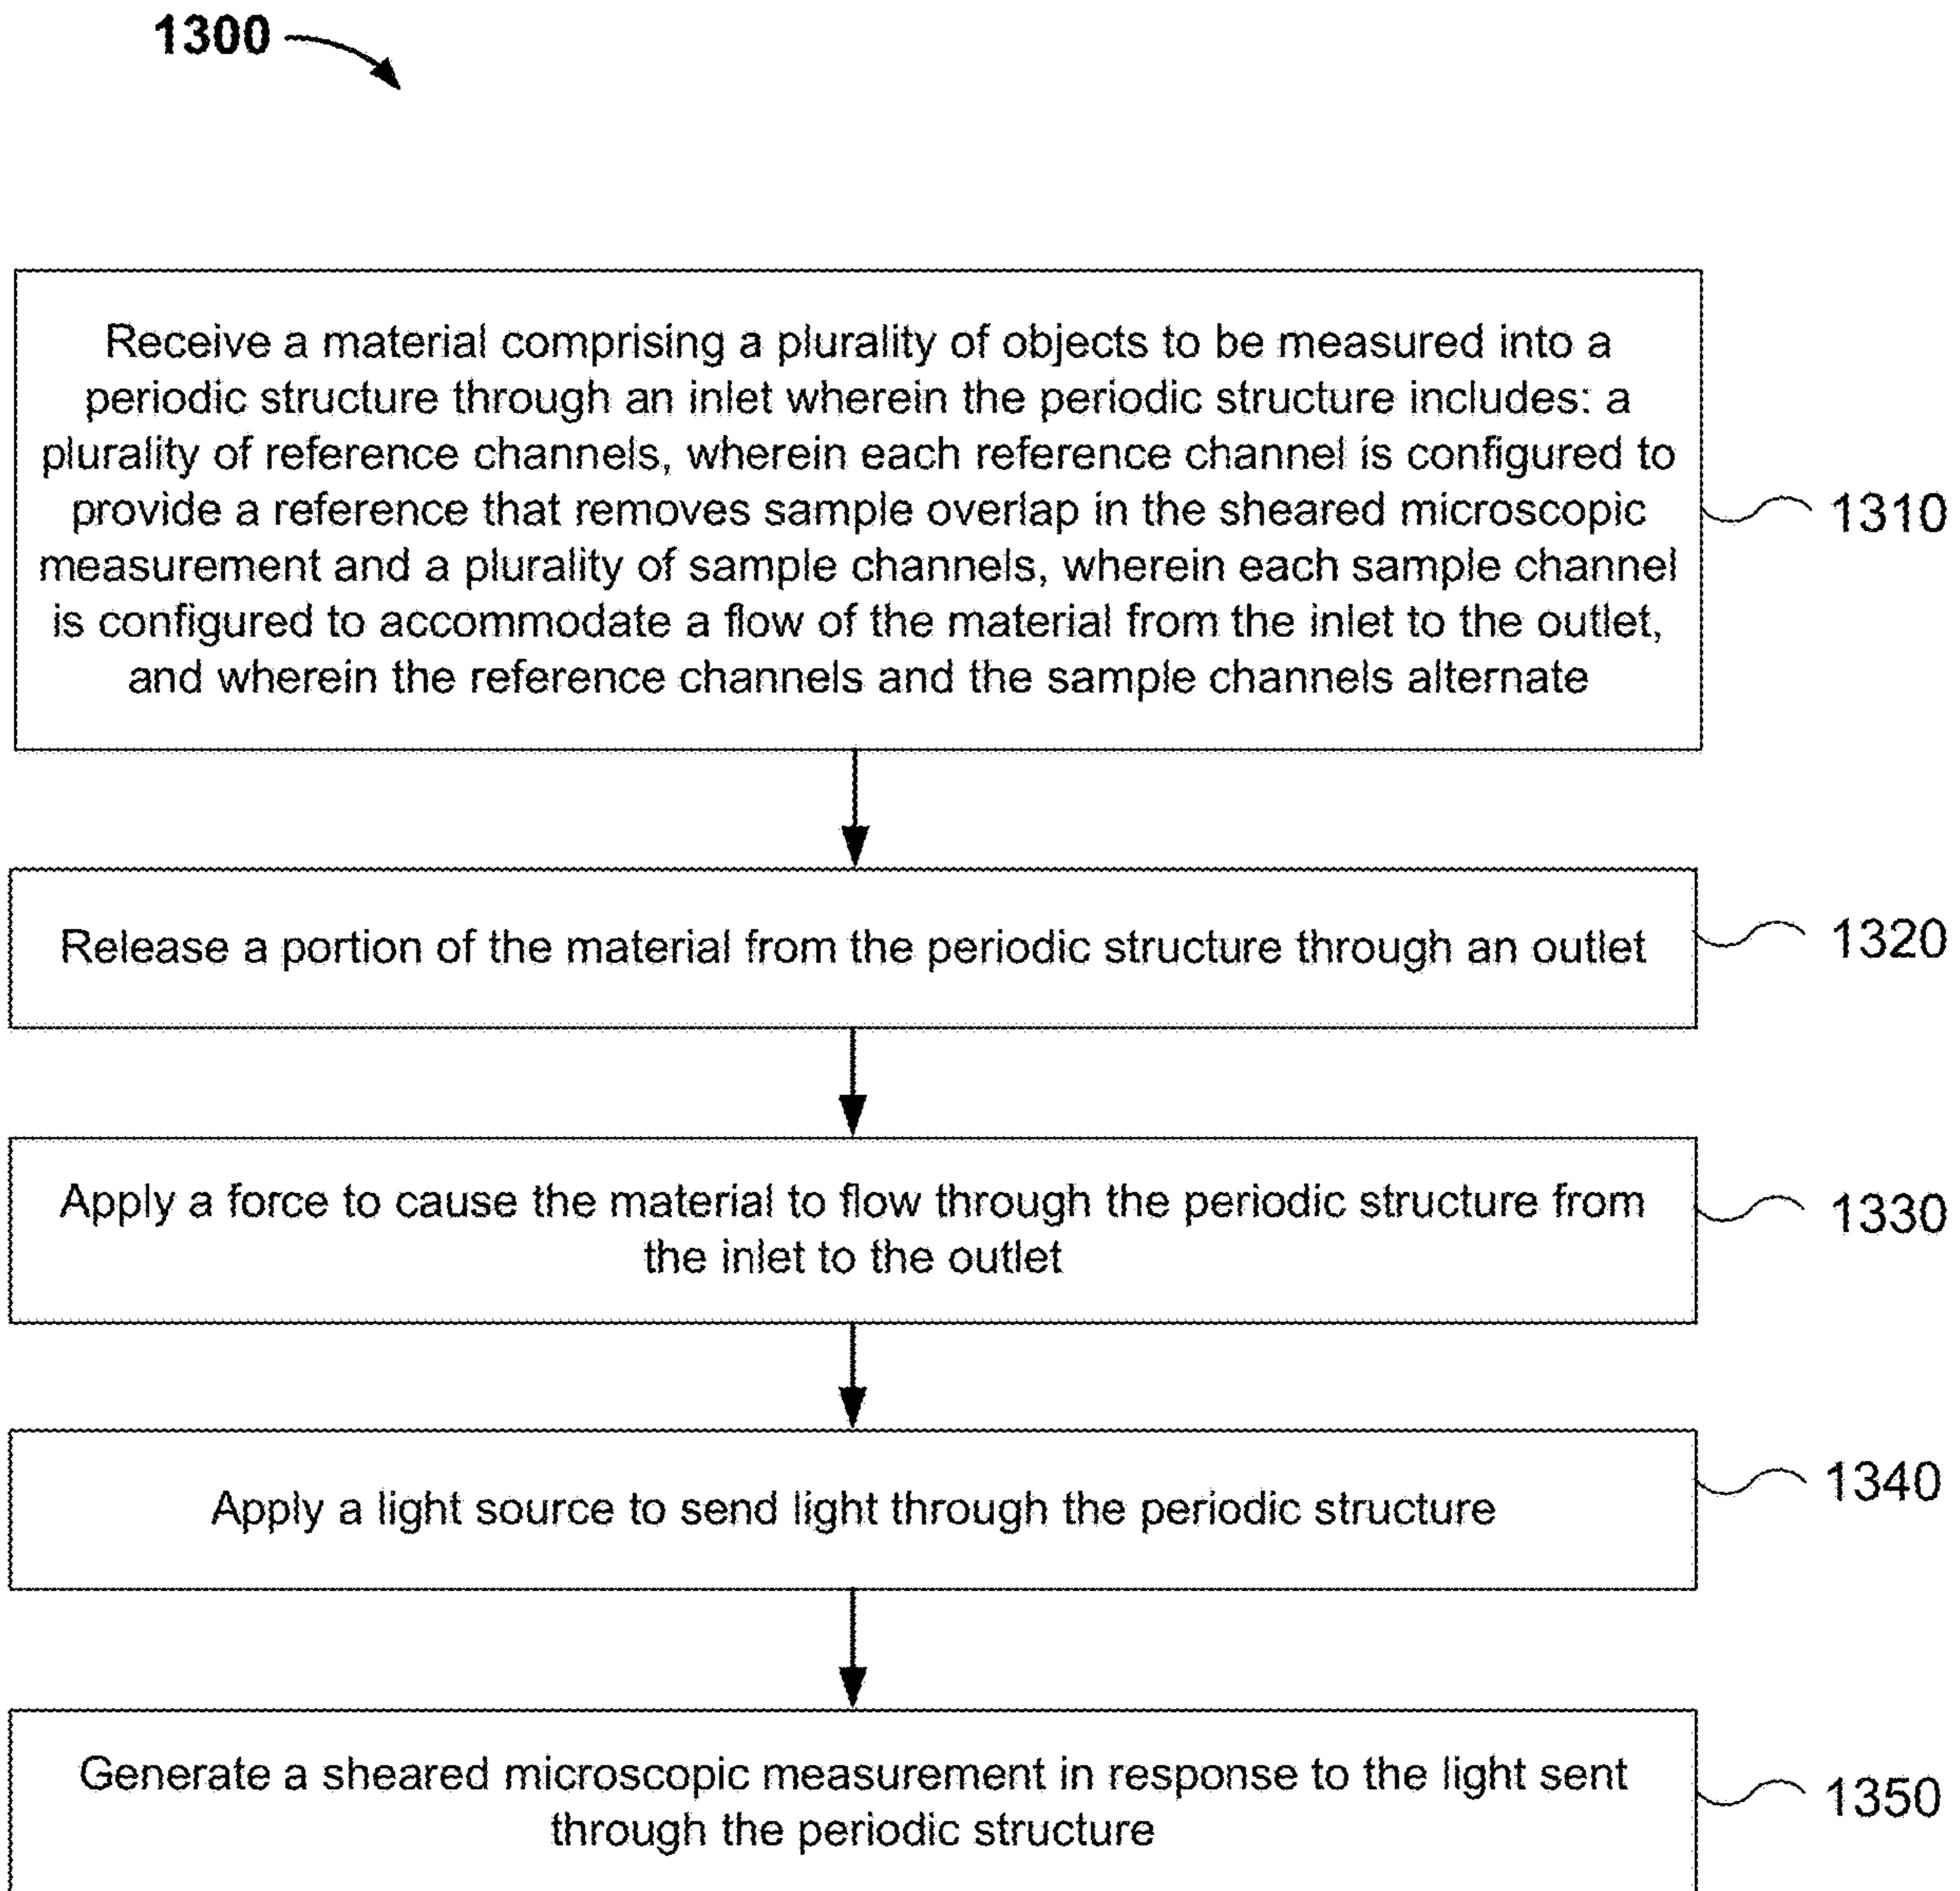 1300
Receive a material comprising a plurality of objects to be measured into a
periodic structure through an inlet wherein the periodic structure includes: a
plurality of reference channels, wherein each reference channel is configured to
provide a reference that removes sample overlap in the sheared microscopic
measurement and a plurality of sample channels, wherein each sample channel
is configured to accommodate a flow of the material from the inlet to the outlet,
and wherein the reference channels and the sample channels alternate
1310
Release a portion of the material from the periodic structure through an outlet
1320
Apply a force to cause the material to flow through the periodic structure from
the inlet to the outlet
1330
Apply a light source to send light through the periodic structure
1340
Generate a sheared microscopic measurement in response to the light sent
through the periodic structure
1350